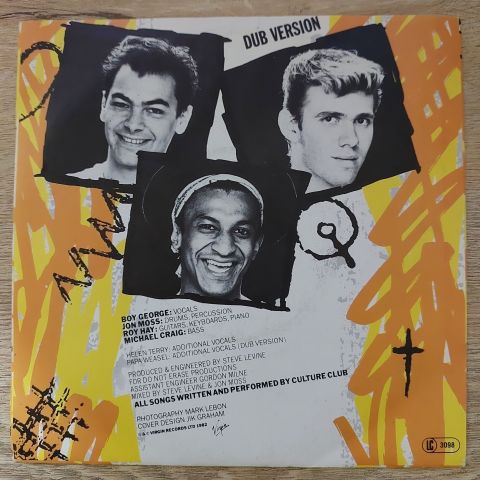 DUB VERSION
BOY GEORGE: VOCALS
JON MOSS: DRUMS, PERCUSSION
ROY HAY: GUITARS, KEYBOARDS, PIANO
MICHAEL CRAIG: BASS
HELEN TERRY: ADDITIONAL VOCALS
PAPA WEASEL: ADDITIONAL VOCALS (DUB VERSION)
PRODUCED & ENGINEERED BY STEVE LEVINE
FOR DO NOT ERASE PRODUCTIONS
ASSISTANT ENGINEER GORDON MILNE
MIXED BY STEVE LEVINE & JON MOSS
ALL SONGS WRITTEN AND PERFORMED BY CULTURE CLUB
PHOTOGRAPHY MARK LEBON
COVER DESIGN JIK GRAHAM
℗ & © VIRGIN RECORDS LTD 1982
Virgin
LC 3098